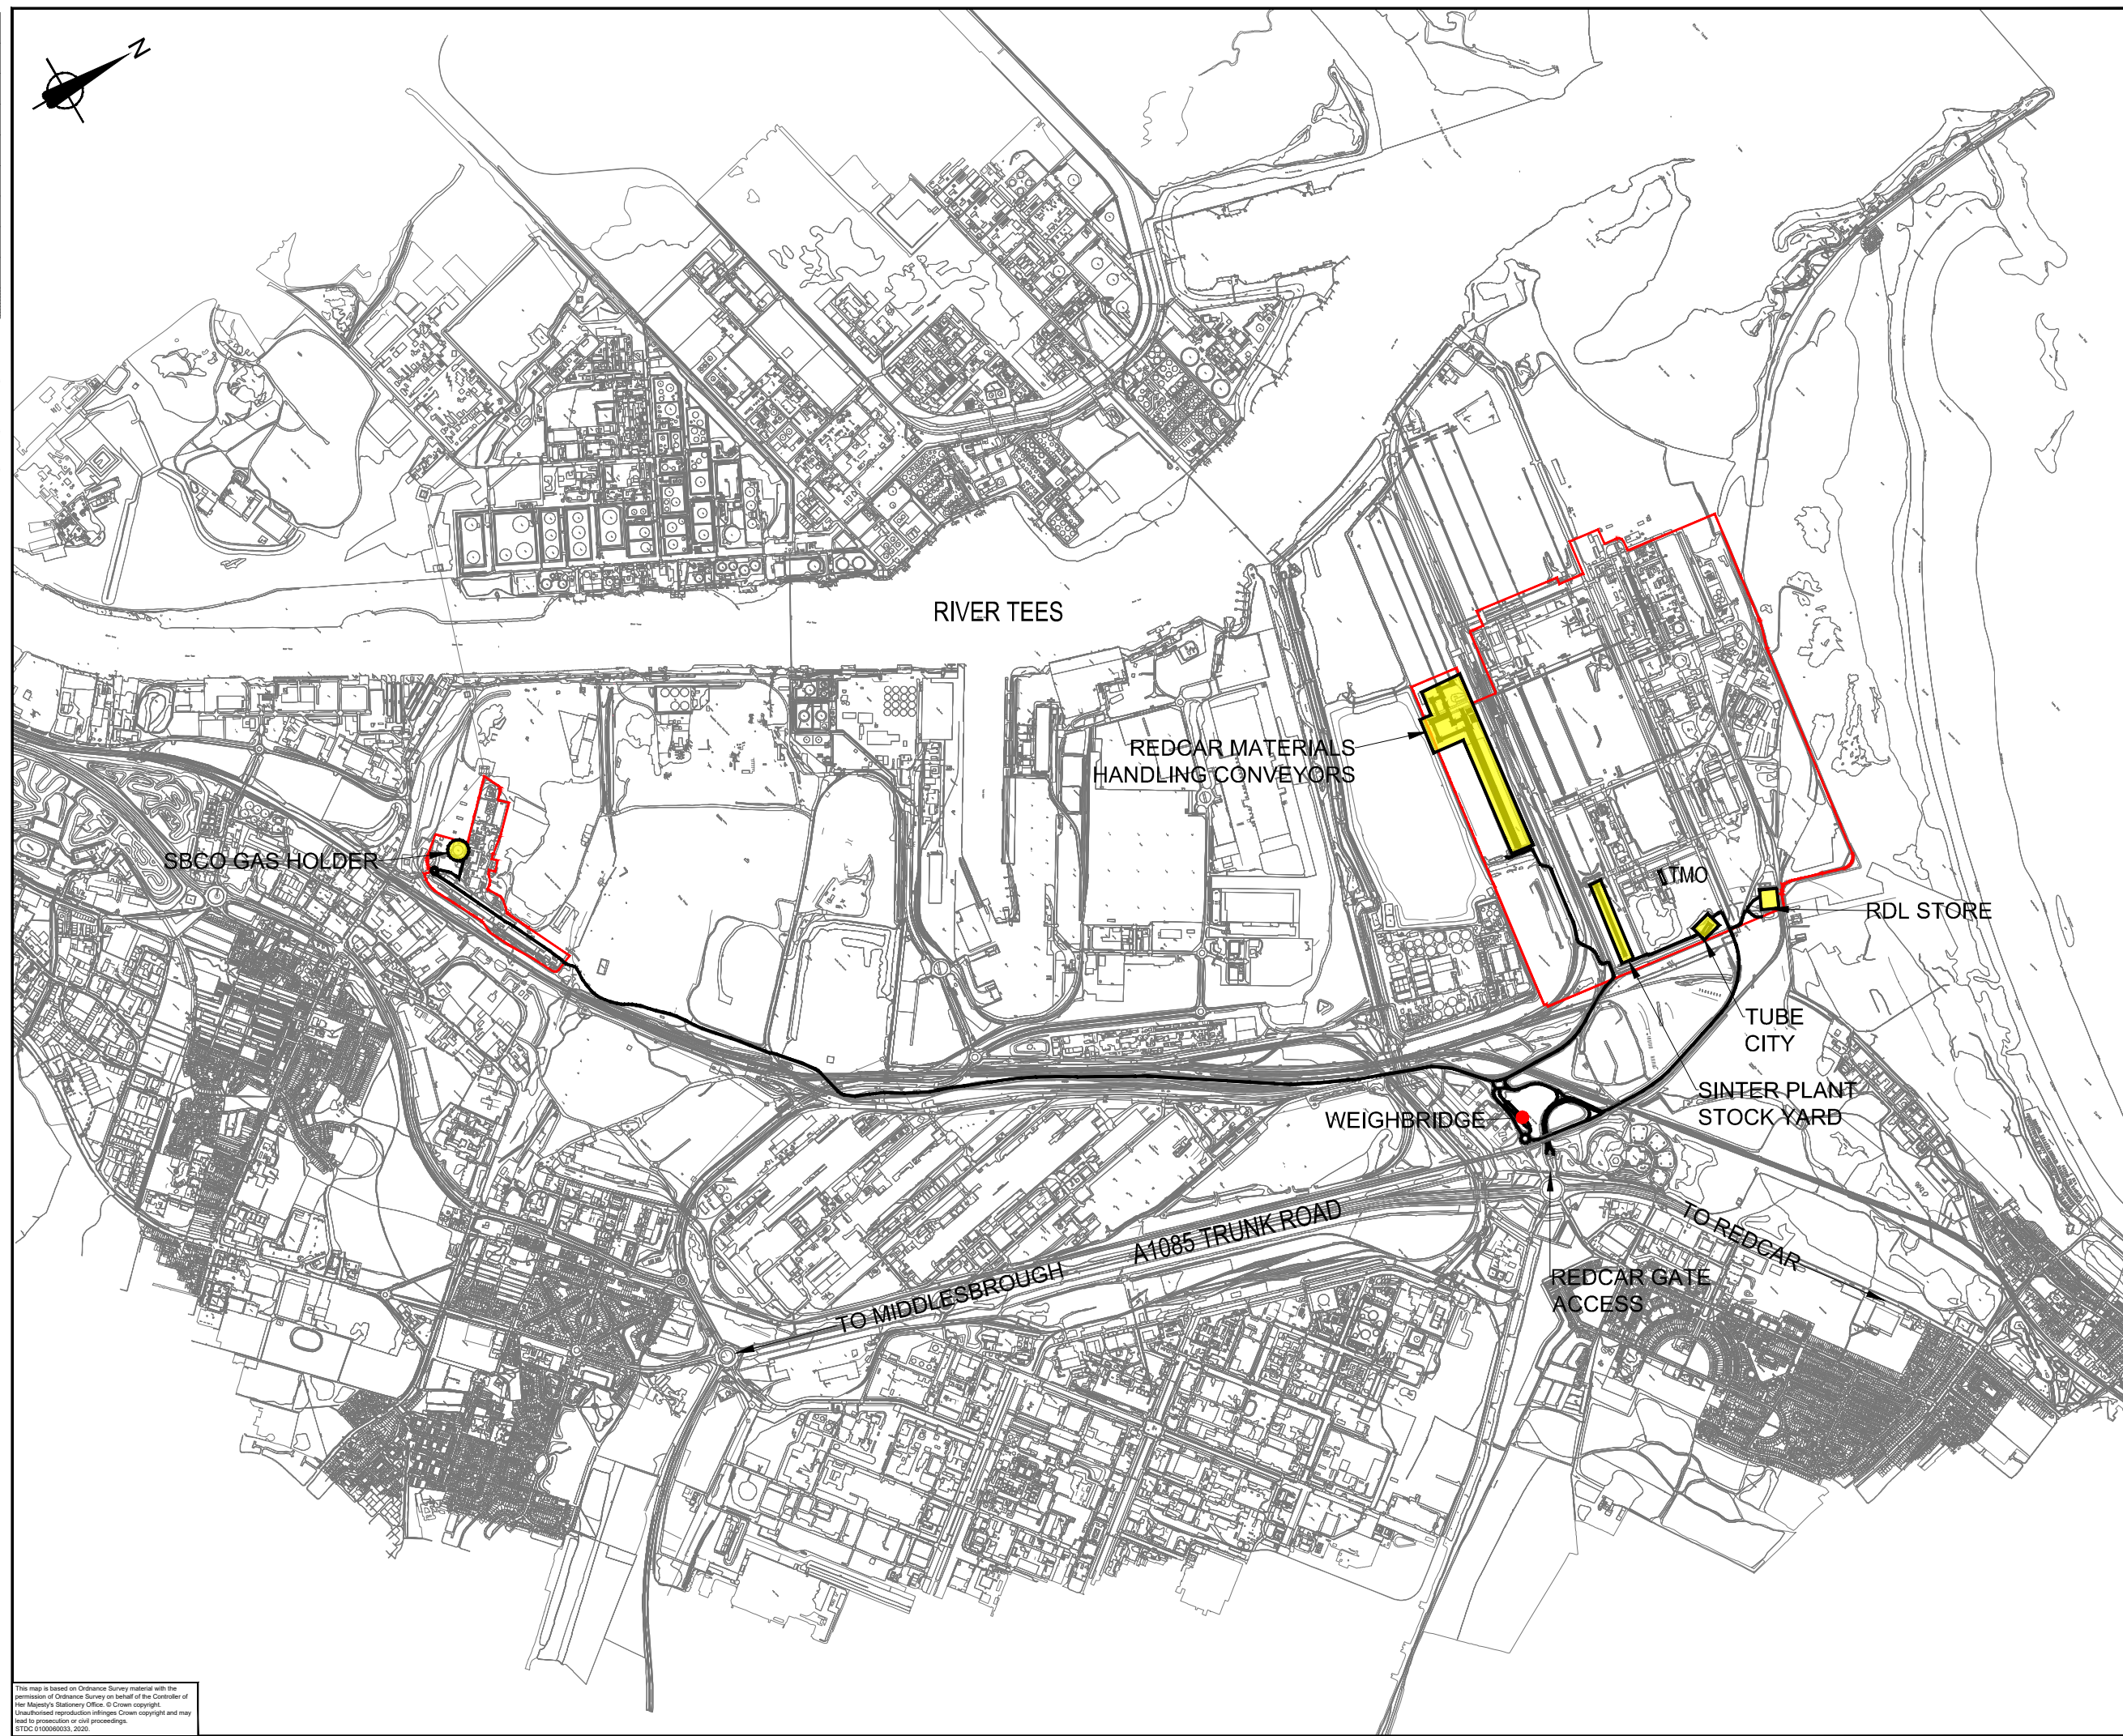 N
RIVER TEES
REDCAR MATERIALS
HANDLING CONVEYORS
SBCO GAS HOLDER
TMO
RDL STORE
TUBE
CITY
SINTER PLANT
STOCK YARD
WEIGHBRIDGE
A1085 TRUNK ROAD
TO REDCAR
TO MIDDLESBROUGH
REDCAR GATE
ACCESS
This map is based on Ordnance Survey material with the
permission of Ordnance Survey on behalf of the Controller of
Her Majesty's Stationery Office. © Crown copyright.
Unauthorised reproduction infringes Crown copyright and may
lead to prosecution or civil proceedings.
STDC 0100060033, 2020.